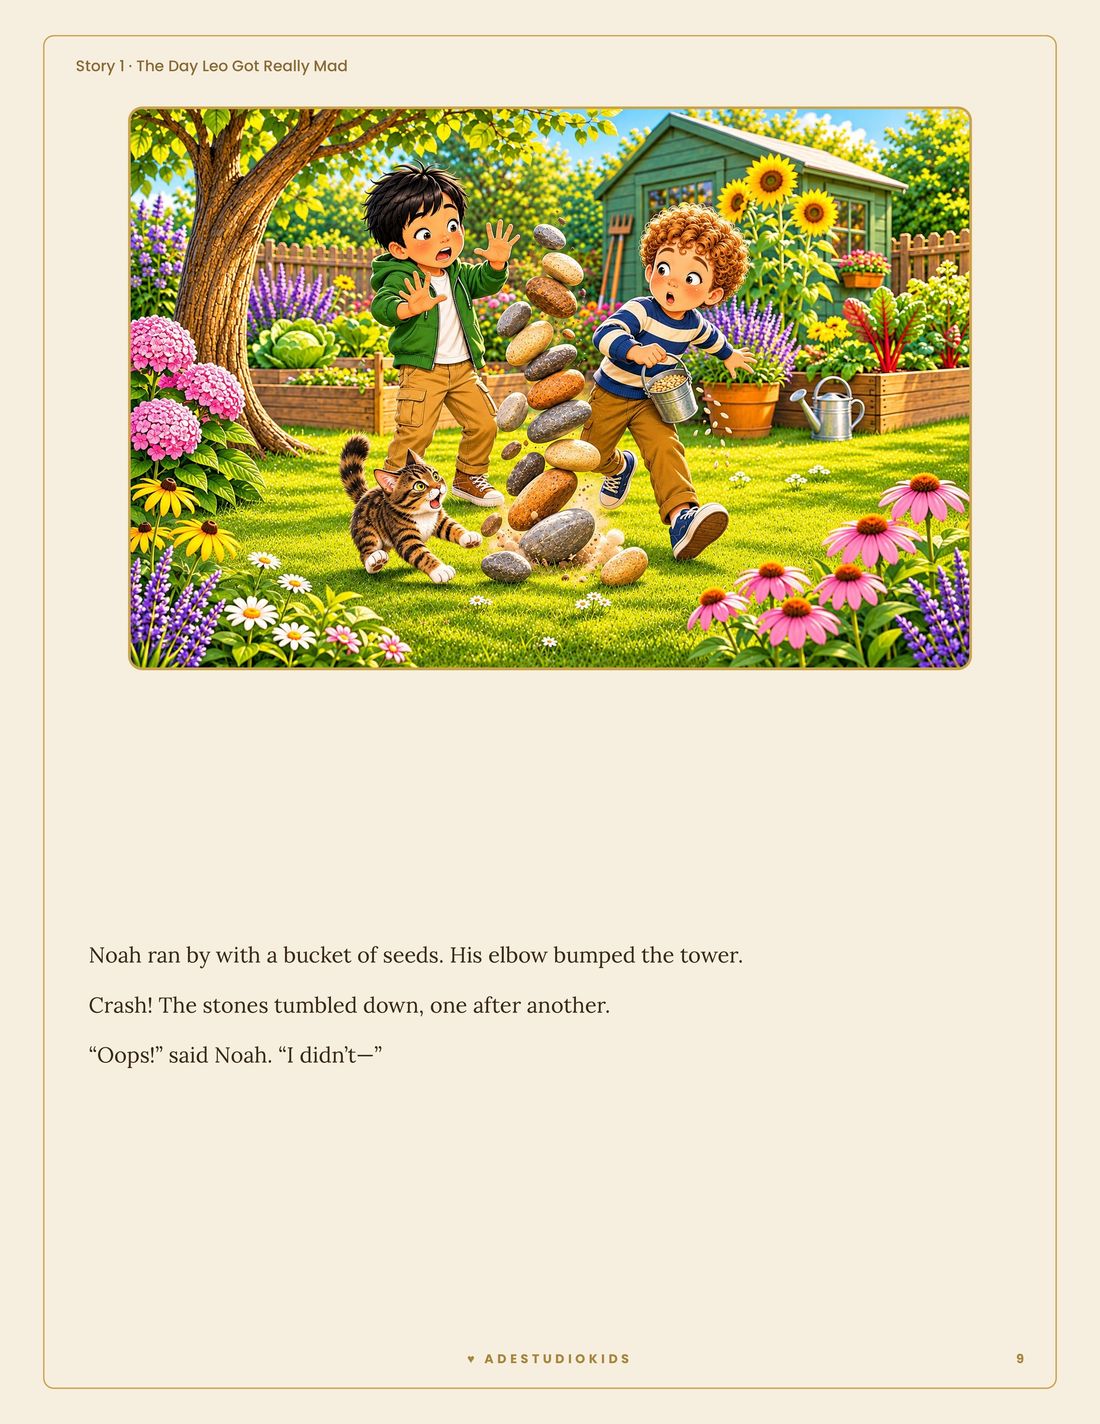 Story 1 · The Day Leo Got Really Mad
Noah ran by with a bucket of seeds. His elbow bumped the tower.
Crash! The stones tumbled down, one after another.
“Oops!” said Noah. “I didn’t—”
♥ ADESTUDIOKIDS
9